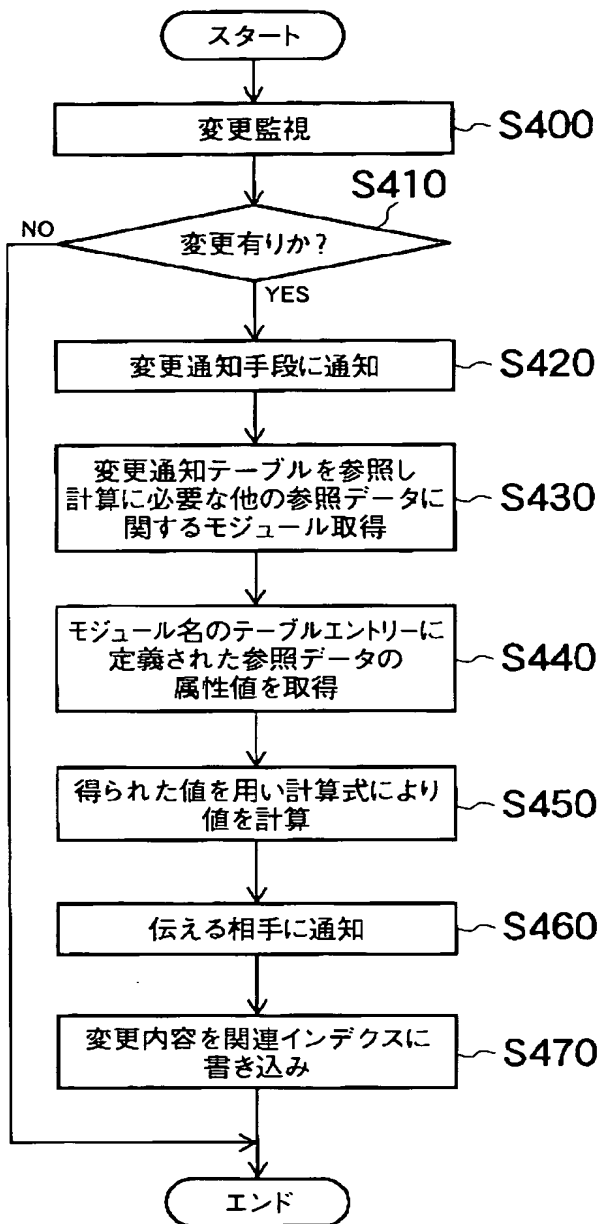 スタート
変更監視
S400
S410
変更有りか?
NO
YES
変更通知手段に通知
S420
変更通知テーブルを参照し
計算に必要な他の参照データに
関するモジュール取得
S430
モジュール名のテーブルエントリーに
定義された参照データの
属性値を取得
S440
得られた値を用い計算式により
値を計算
S450
伝える相手に通知
S460
変更内容を関連インデクスに
書き込み
S470
エンド